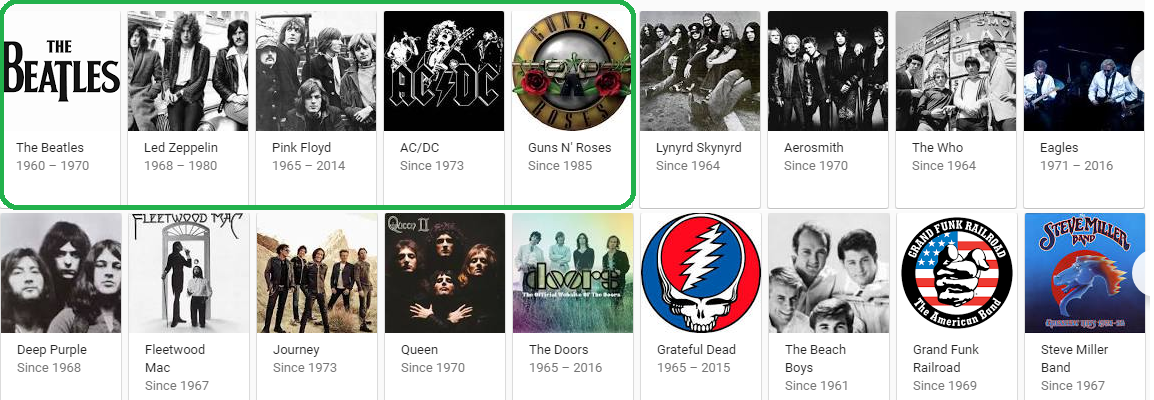 THE
BEATLES
AC/DC
GUNS N'
ROSES
The Beatles
1960 – 1970
Led Zeppelin
1968 – 1980
Pink Floyd
1965 – 2014
AC/DC
Since 1973
Guns N' Roses
Since 1985
Lynyrd Skynyrd
Since 1964
Aerosmith
Since 1970
The Who
Since 1964
Eagles
1971 – 2016
FLEETWOOD MAC
Queen II
doors
The Official Website Of The Doors
GRAND FUNK RAILROAD
The American Band
STEVE MILLER
BAND
Deep Purple
Since 1968
Fleetwood
Mac
Since 1967
Journey
Since 1973
Queen
Since 1970
The Doors
1965 – 2016
Grateful Dead
1965 – 2015
The Beach
Boys
Since 1961
Grand Funk
Railroad
Since 1969
Steve Miller
Band
Since 1967